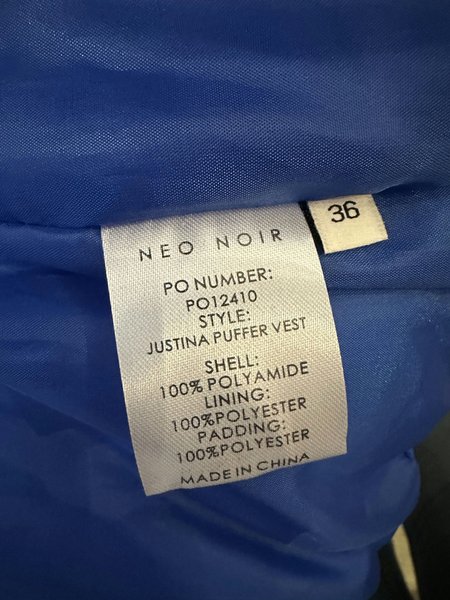 36
NEO NOIR
PO NUMBER:
PO12410
STYLE:
JUSTINA PUFFER VEST
SHELL:
100% POLYAMIDE
LINING:
100%POLYESTER
PADDING:
100%POLYESTER
MADE IN CHINA